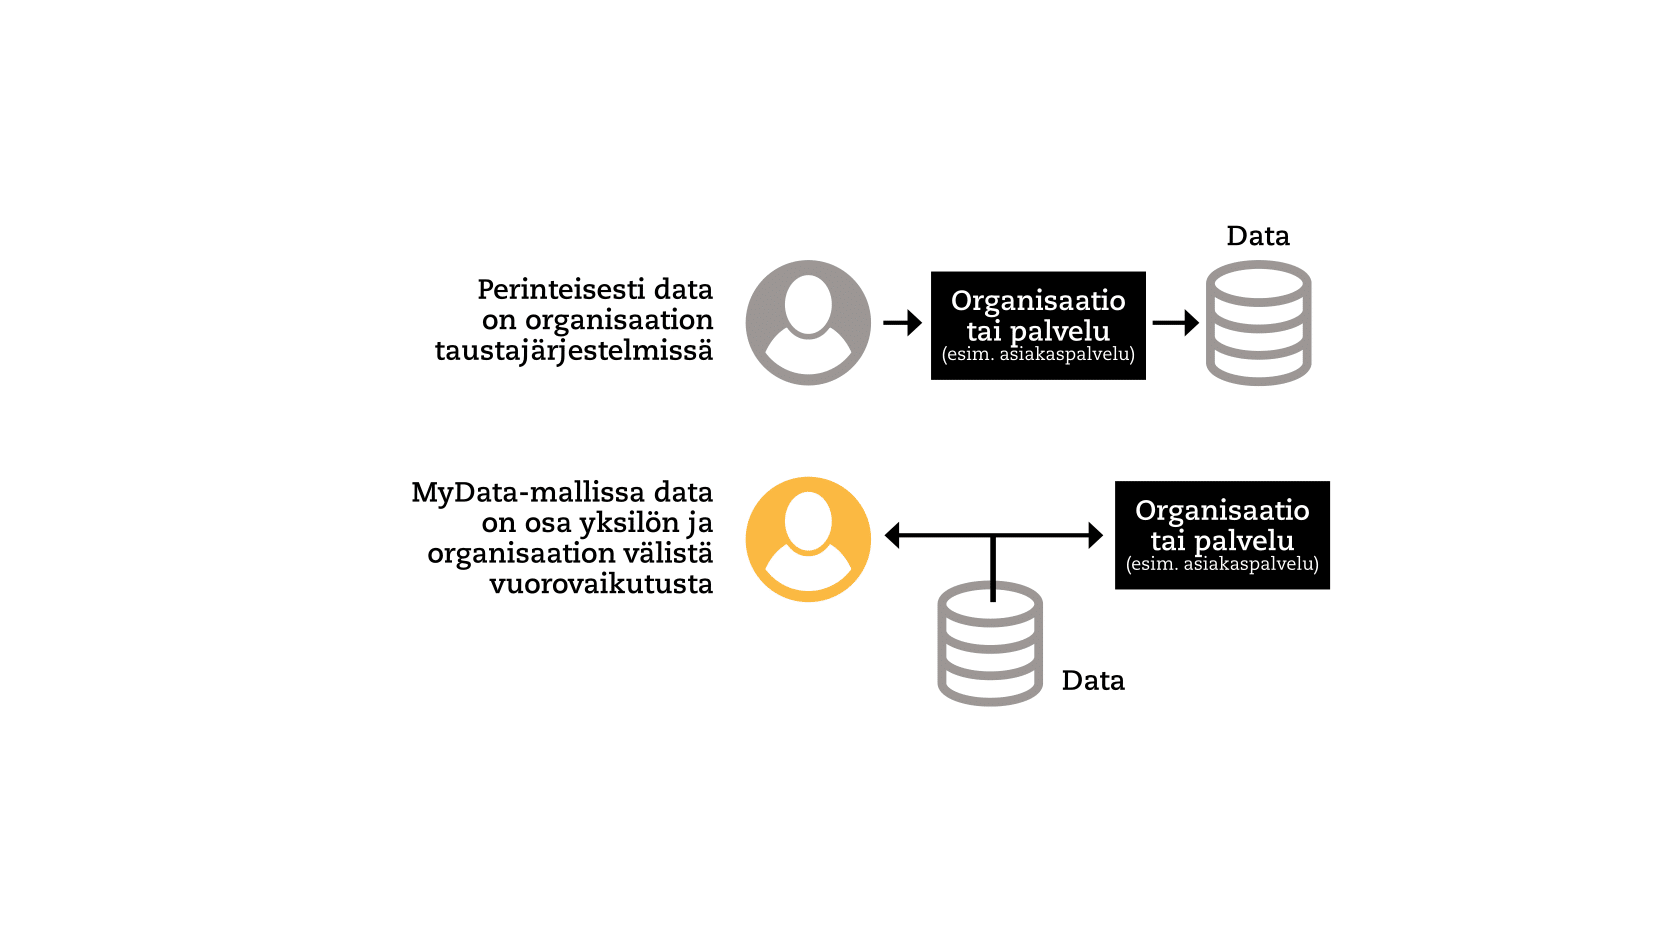 Perinteisesti data
on organisaation
taustajärjestelmissä
Organisaatio
tai palvelu
(esim. asiakaspalvelu)
Data
MyData-mallissa data
on osa yksilön ja
organisaation välistä
vuorovaikutusta
Organisaatio
tai palvelu
(esim. asiakaspalvelu)
Data